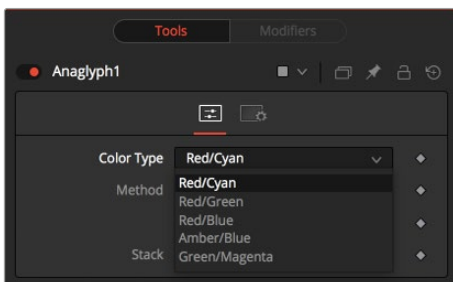 Tools Modifiers
Anaglyph1
Color Type Red/Cyan
Method Red/Cyan
Red/Green
Red/Blue
Amber/Blue
Stack Green/Magenta